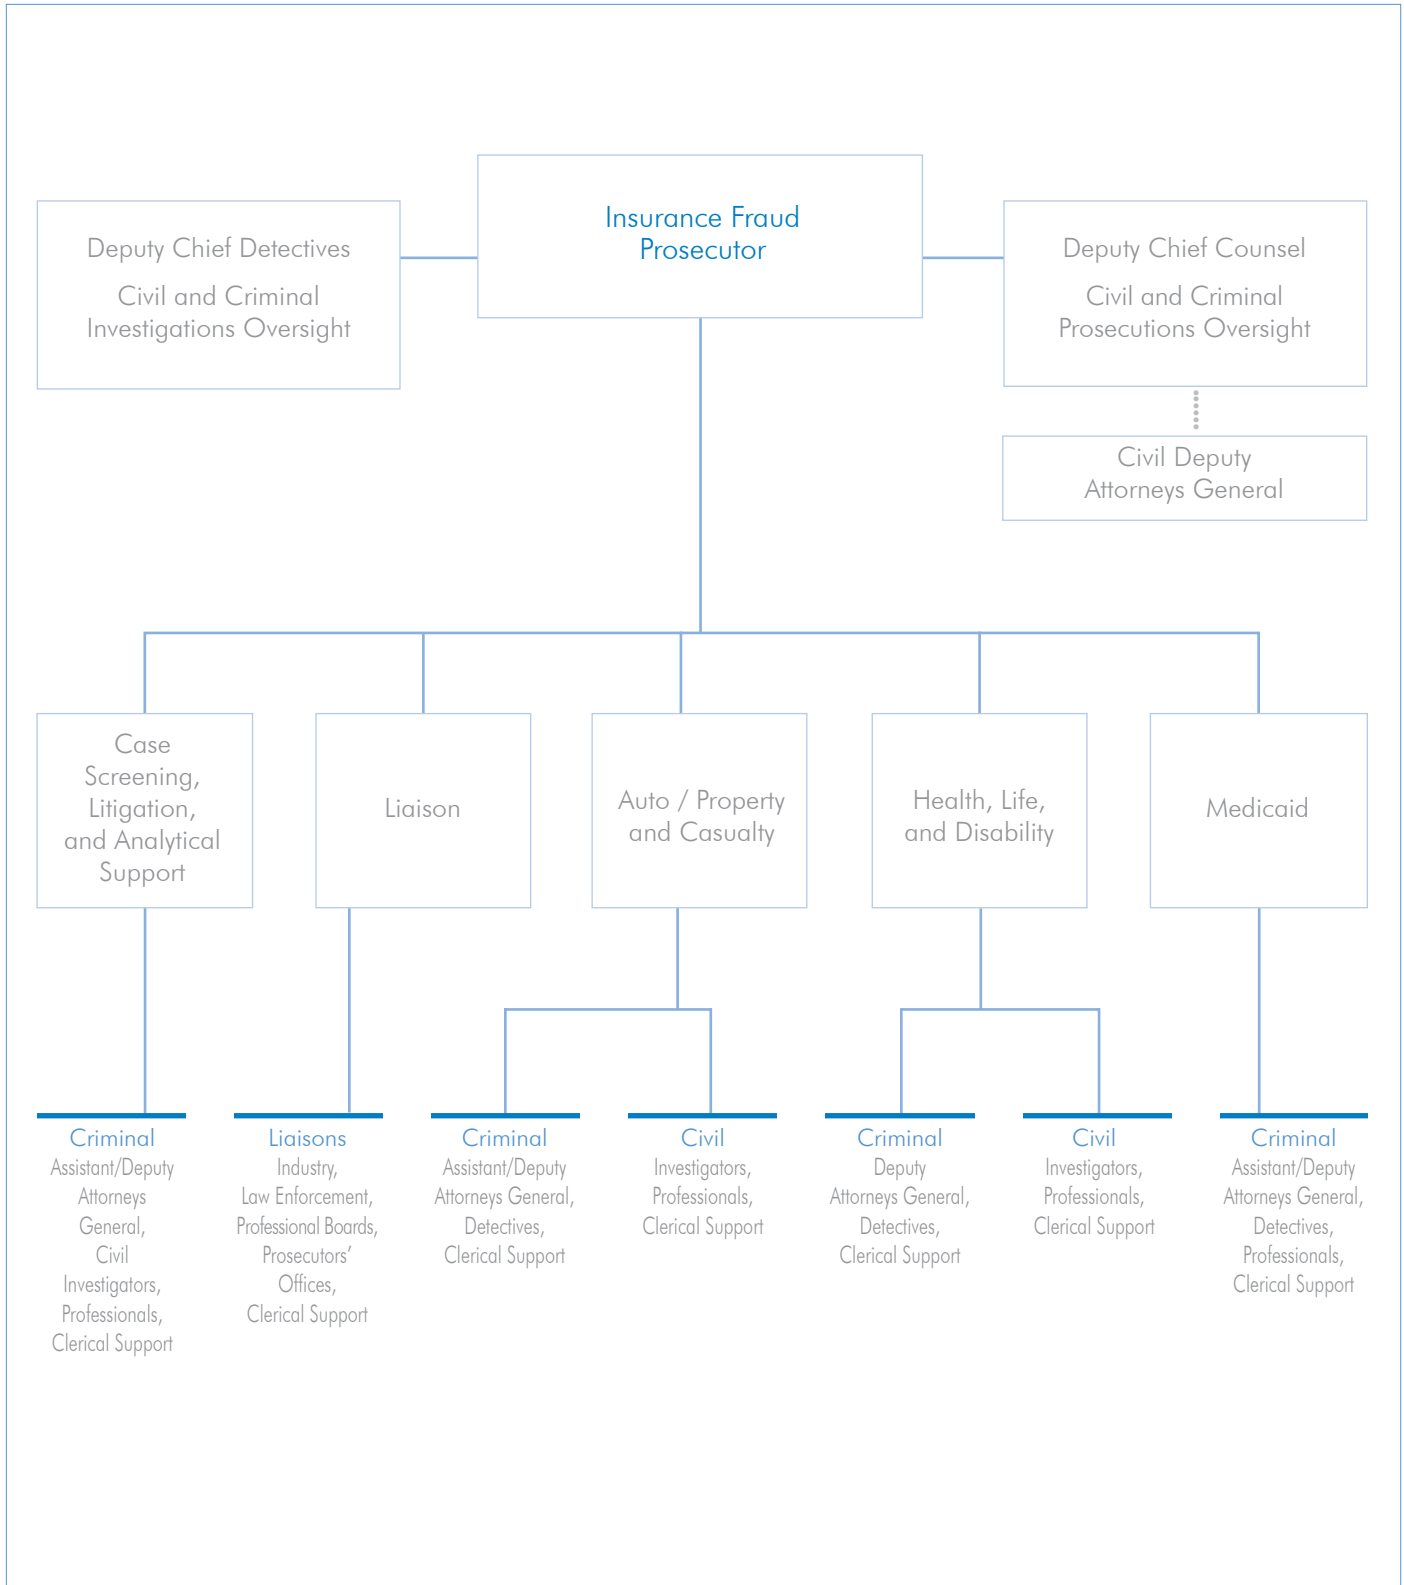 Insurance Fraud
Prosecutor
Deputy Chief Detectives
Civil and Criminal
Investigations Oversight
Deputy Chief Counsel
Civil and Criminal
Prosecutions Oversight
Civil Deputy
Attorneys General
Case
Screening,
Litigation,
and Analytical
Support
Liaison
Auto / Property
and Casualty
Health, Life,
and Disability
Medicaid
Criminal
Assistant/Deputy
Attorneys
General,
Civil
Investigators,
Professionals,
Clerical Support
Liaisons
Industry,
Law Enforcement,
Professional Boards,
Prosecutors’
Offices,
Clerical Support
Criminal
Assistant/Deputy
Attorneys General,
Detectives,
Clerical Support
Civil
Investigators,
Professionals,
Clerical Support
Criminal
Deputy
Attorneys General,
Detectives,
Clerical Support
Civil
Investigators,
Professionals,
Clerical Support
Criminal
Assistant/Deputy
Attorneys General,
Detectives,
Professionals,
Clerical Support